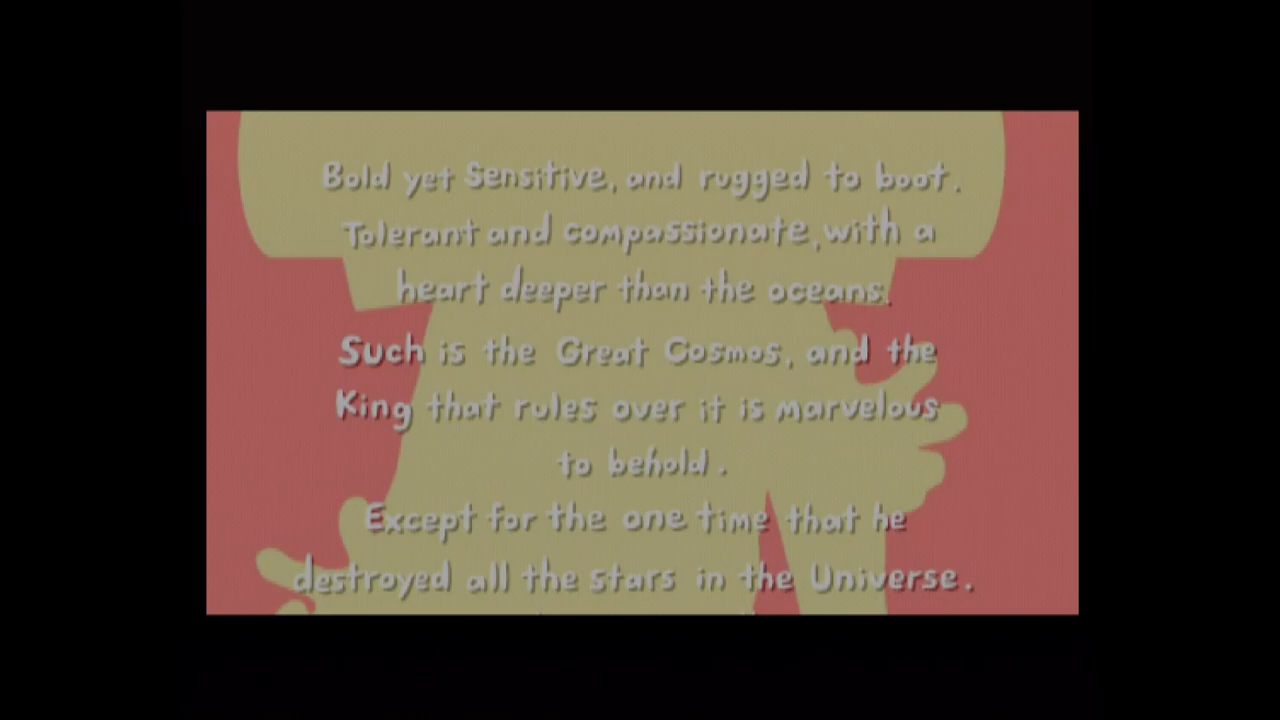 Bold yet Sensitive, and rugged to boot.
Tolerant and compassionate, with a
heart deeper than the oceans.
Such is the Great Cosmos, and the
King that rules over it is marvelous
to behold.
Except for the one time that he
destroyed all the stars in the Universe.